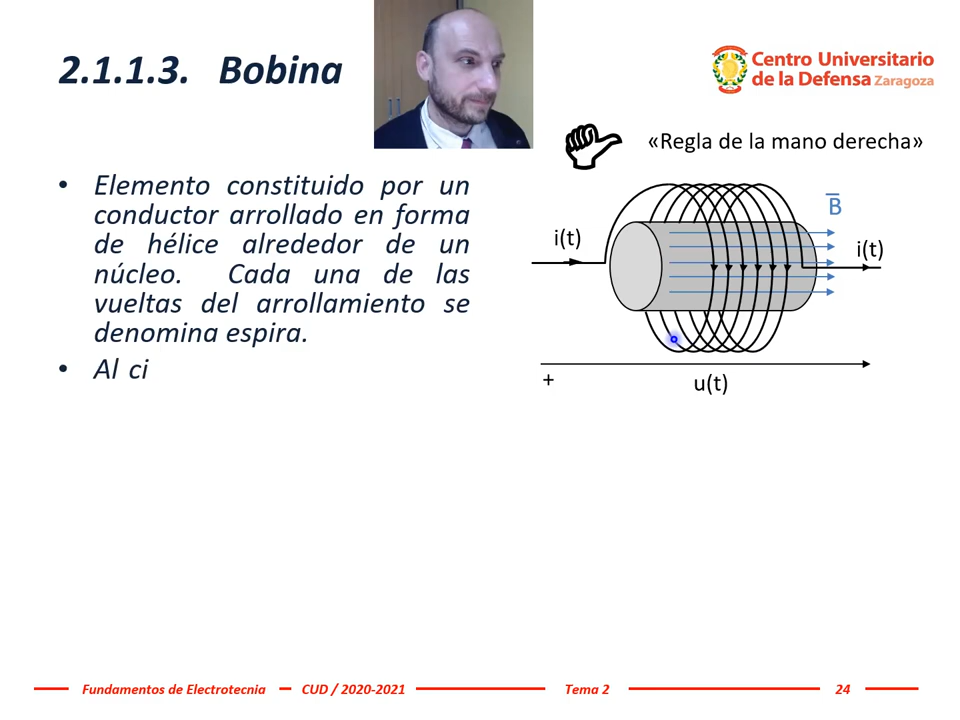 2.1.1.3. Bobina
Centro Universitario
de la Defensa Zaragoza
«Regla de la mano derecha»
• Elemento constituido por un
conductor arrollado en forma
de hélice alrededor de un
núcleo. Cada una de las
vueltas del arrollamiento se
denomina espira.
• Al ci
i(t)
B̅
i(t)
+
u(t)
Fundamentos de Electrotecnia
CUD / 2020-2021
Tema 2
24